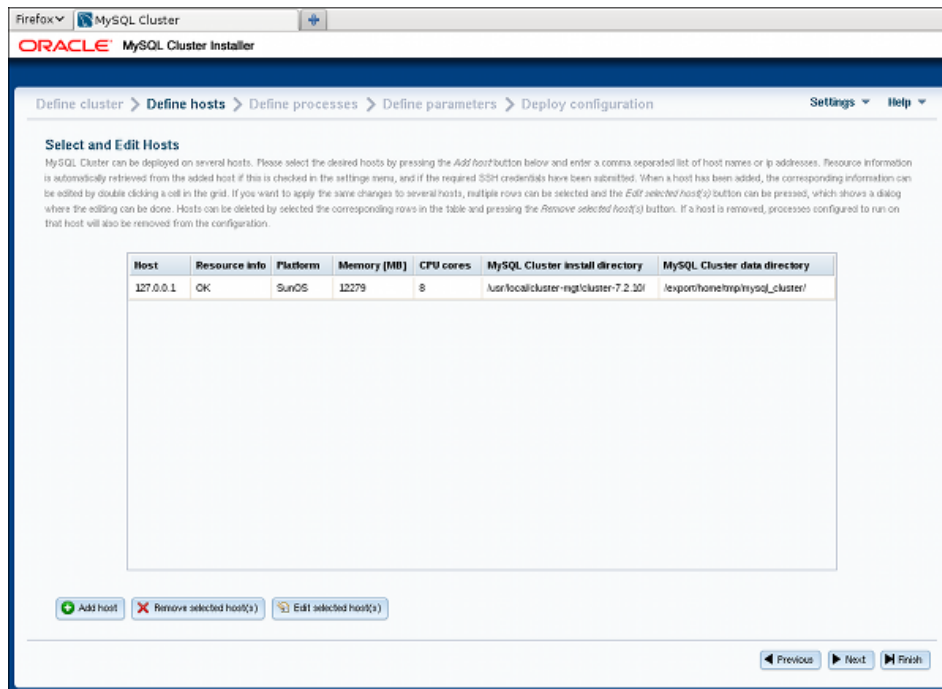 Firefox MySQL Cluster
ORACLE MySQL Cluster Installer
Define cluster Define hosts Define processes Define parameters Deploy configuration Settings Help
Select and Edit Hosts
MySQL Cluster can be deployed on several hosts. Please select the desired hosts by pressing the Add host button below and enter a comma separated list of host names or ip addresses. Resource information
is automatically retrieved from the added host if this is checked in the settings menu, and if the required SSH credentials have been submitted. When a host has been added, the corresponding information can
be edited by double clicking a cell in the grid. If you want to apply the same changes to several hosts, multiple rows can be selected and the Edit selected host(s) button can be pressed, which shows a dialog
where the editing can be done. Hosts can be deleted by selected the corresponding rows in the table and pressing the Remove selected host(s) button. If a host is removed, processes configured to run on
that host will also be removed from the configuration.
Host Resource info Platform Memory [MB] CPU cores MySQL Cluster install directory MySQL Cluster data directory
127.0.0.1 OK SunOS 12279 8 /usr/local/cluster-mgt/cluster-7.2.10/ /export/home/tmp/mysql_cluster/
Add host Remove selected host(s) Edit selected host(s)
Previous Next Finish